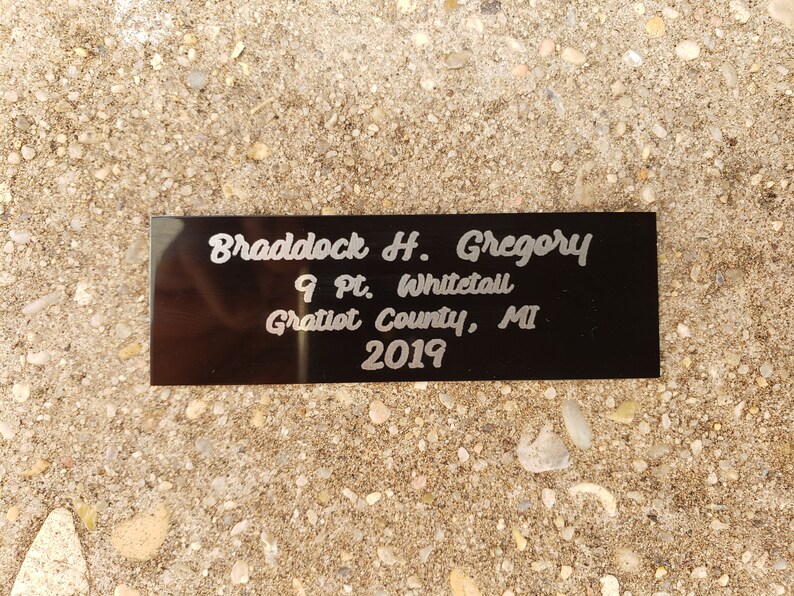 Braddock H. Gregory
9 Pt. Whitetail
Gratiot County, MI
2019